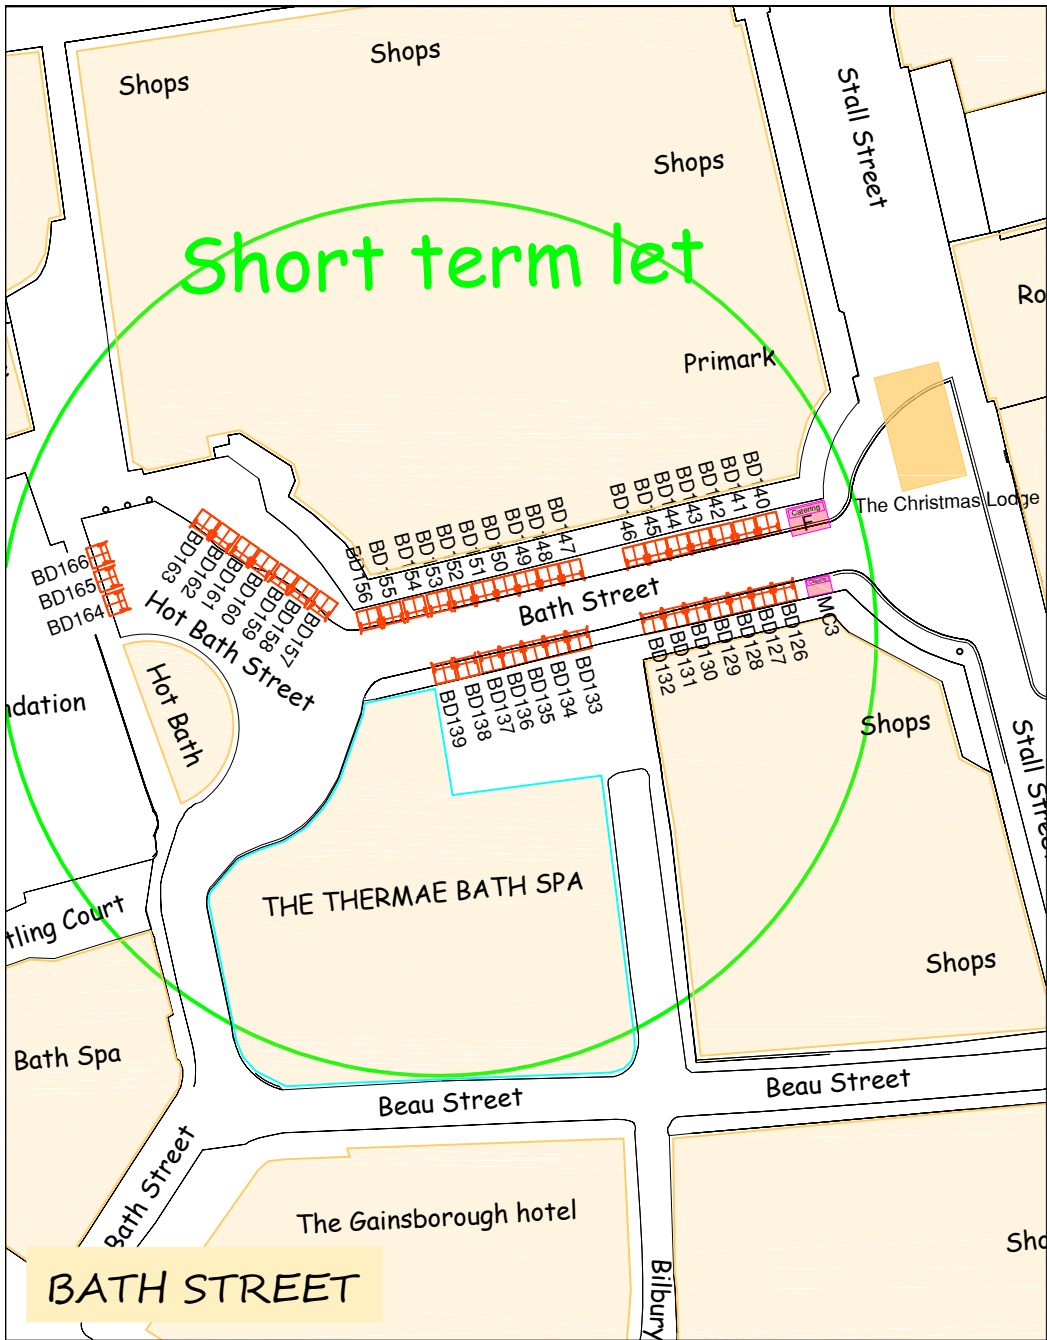 Shops
Shops
Stall Street
Shops
Short term let
Ro
Primark
The Christmas Lodge
Catering
F
BD140
BD141
BD142
BD143
BD144
BD145
BD146
BD147
BD148
BD149
BD150
BD151
BD152
BD153
BD154
BD155
BD156
BD163
BD162
BD161
BD160
BD159
BD158
BD157
BD166
BD165
BD164
Bath Street
Hot Bath Street
Hot Bath
Catering
MC3
BD126
BD127
BD128
BD129
BD130
BD131
BD132
BD133
BD134
BD135
BD136
BD137
BD138
BD139
ndation
Shops
Stall Street
THE THERMAE BATH SPA
tling Court
Shops
Bath Spa
Beau Street
Beau Street
Bath Street
The Gainsborough hotel
Sho
Bilbury
BATH STREET